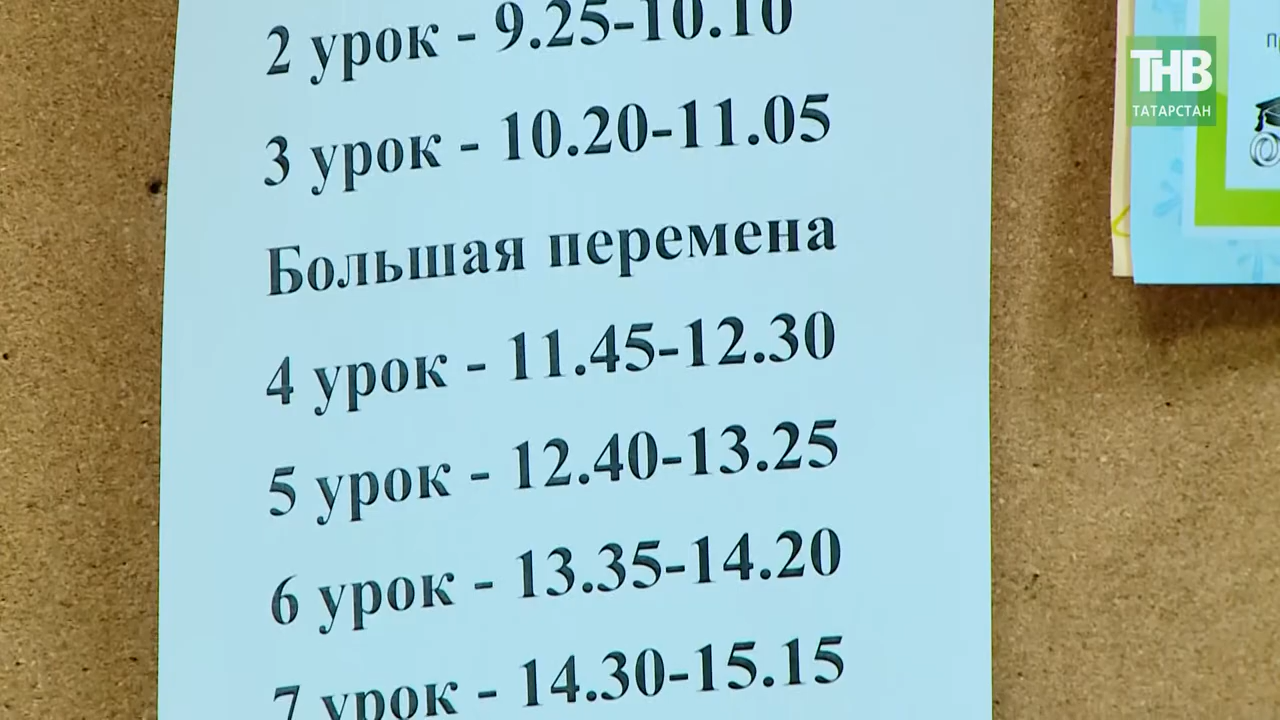 2 урок - 9.25-10.10
3 урок - 10.20-11.05
Большая перемена
4 урок - 11.45-12.30
5 урок - 12.40-13.25
6 урок - 13.35-14.20
7 урок - 14.30-15.15
ТНВ
ТАТАРСТАН